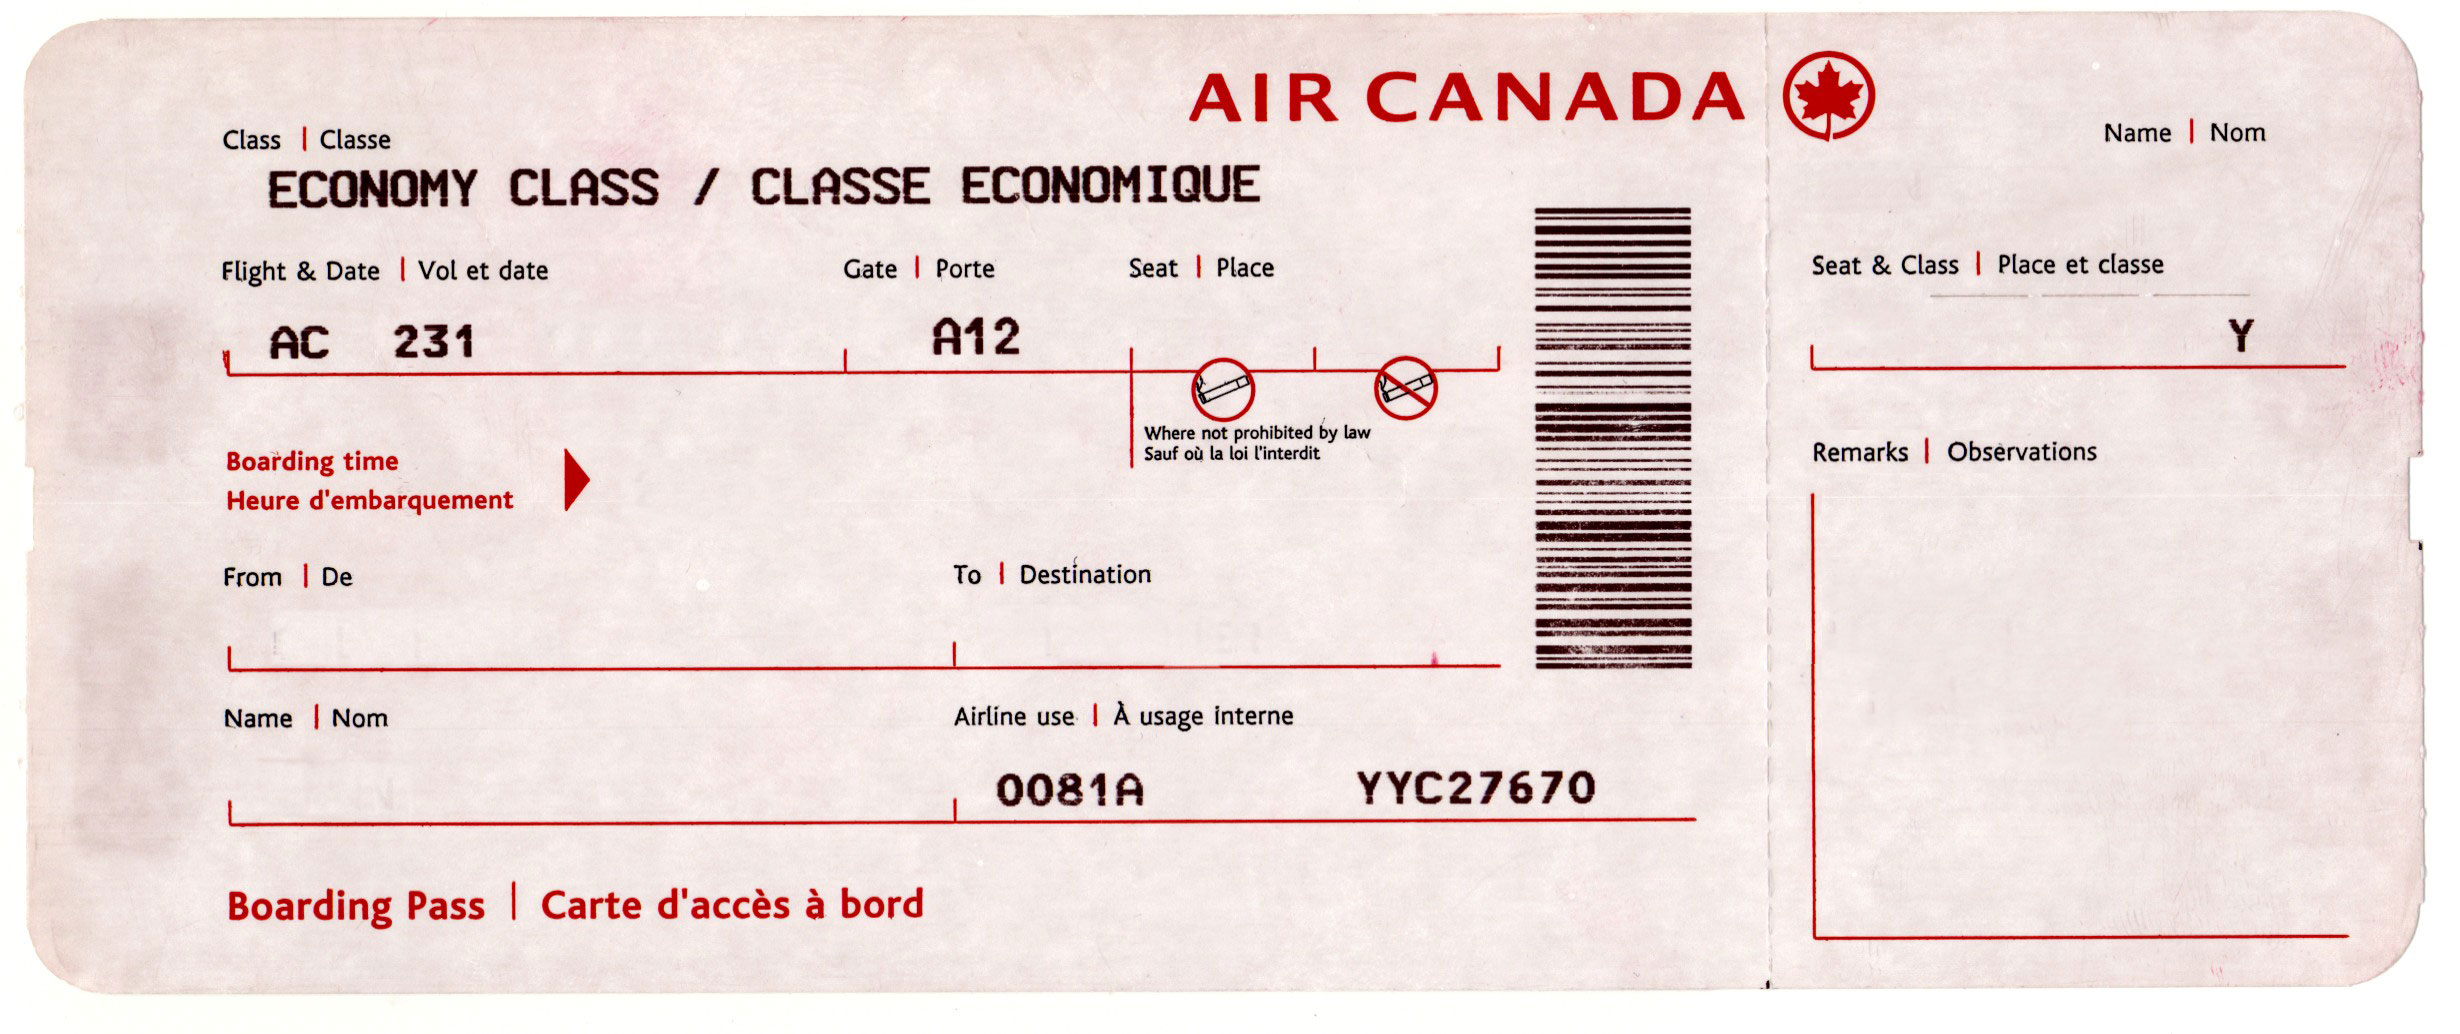 AIR CANADA
Class | Classe
ECONOMY CLASS / CLASSE ECONOMIQUE
Flight & Date | Vol et date
Gate | Porte
Seat | Place
AC 231
A12
Where not prohibited by law
Sauf où la loi l'interdit
Boarding time
Heure d'embarquement
From | De
To | Destination
Name | Nom
Airline use | À usage interne
0081A YYC27670
Boarding Pass | Carte d'accès à bord
Name | Nom
Seat & Class | Place et classe
Y
Remarks | Observations